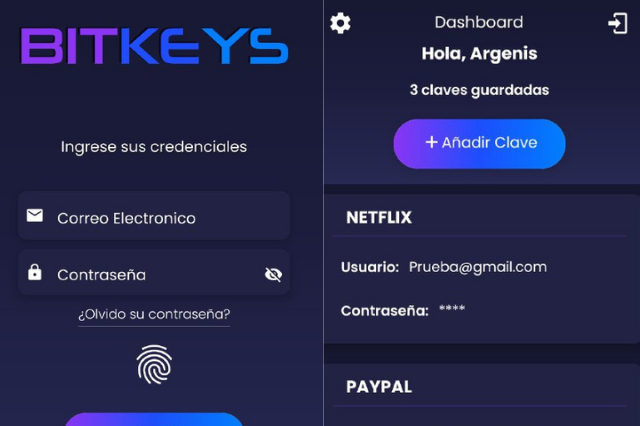 BITKEYS
Ingrese sus credenciales
Correo Electronico
Contraseña
¿Olvido su contraseña?
Dashboard
Hola, Argenis
3 claves guardadas
+ Añadir Clave
NETFLIX
Usuario: Prueba@gmail.com
Contraseña: ****
PAYPAL